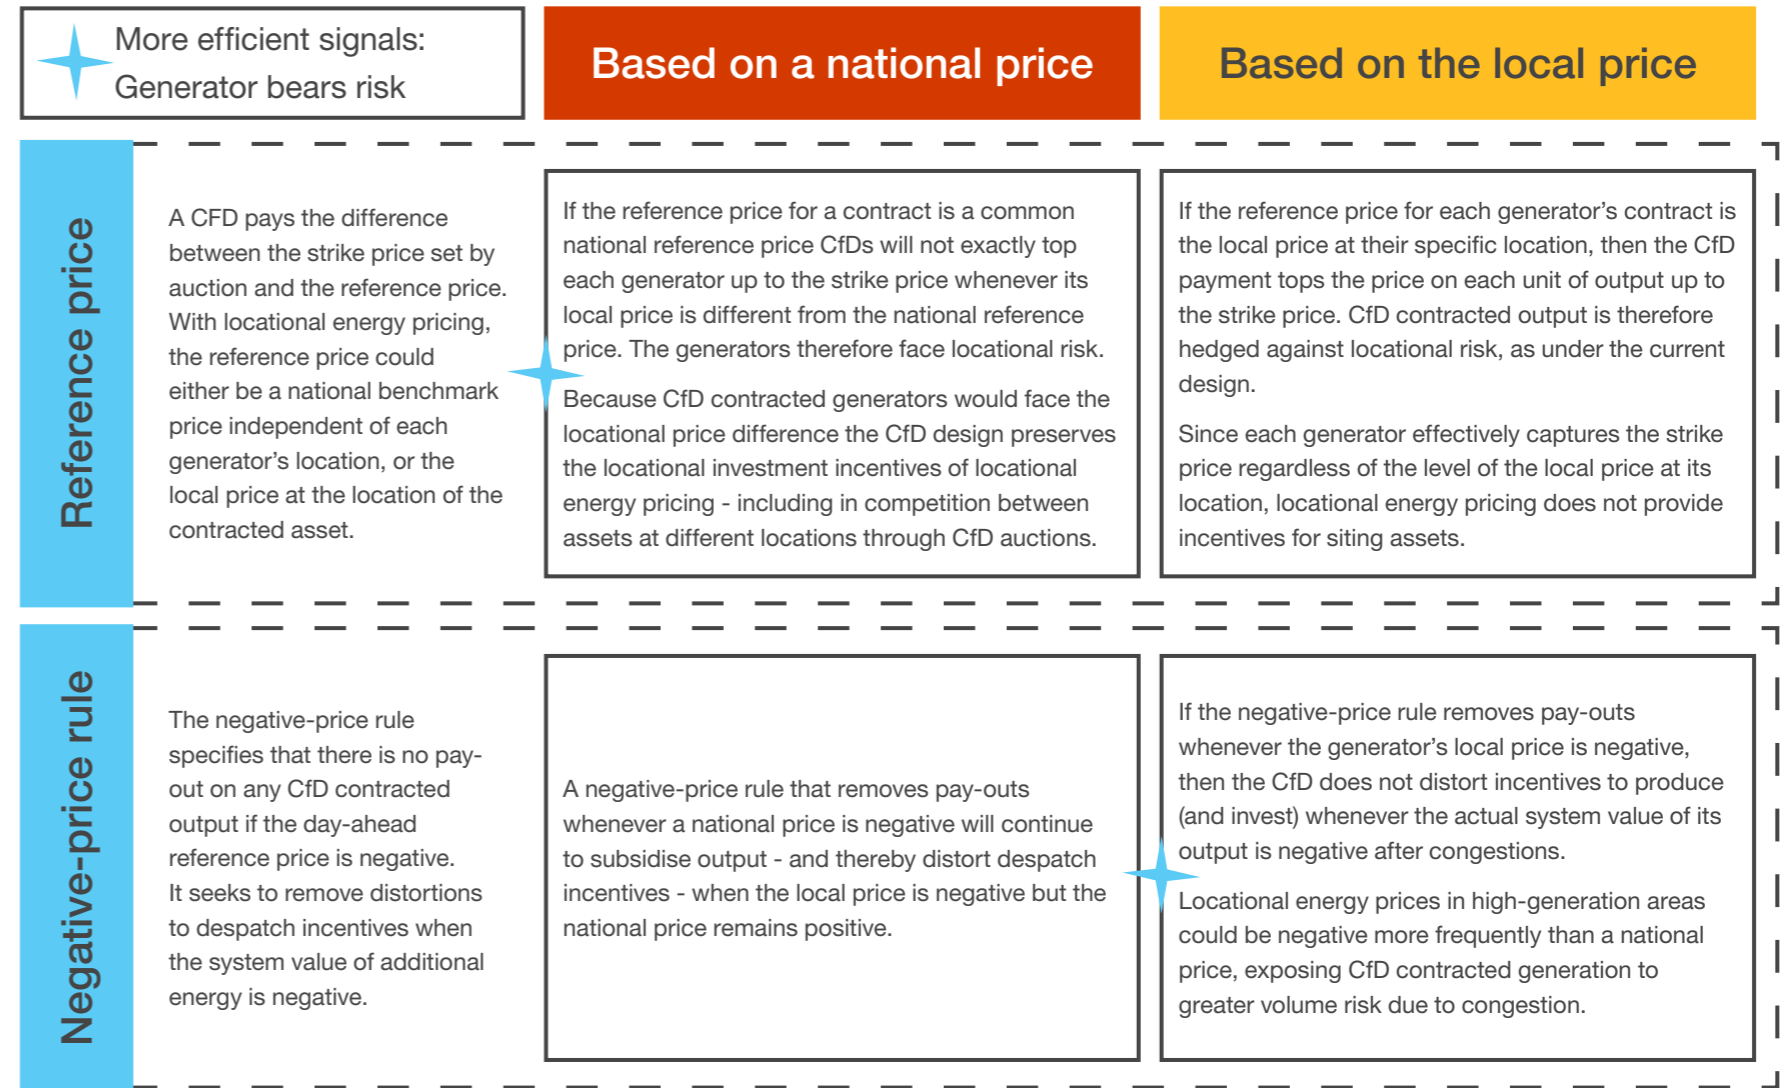 More efficient signals:
Generator bears risk
Based on a national price
Based on the local price
Reference price
A CFD pays the difference
between the strike price set by
auction and the reference price.
With locational energy pricing,
the reference price could
either be a national benchmark
price independent of each
generator's location, or the
local price at the location of the
contracted asset.
If the reference price for a contract is a common
national reference price CfDs will not exactly top
each generator up to the strike price whenever its
local price is different from the national reference
price. The generators therefore face locational risk.
Because CfD contracted generators would face the
locational price difference the CfD design preserves
the locational investment incentives of locational
energy pricing - including in competition between
assets at different locations through CfD auctions.
If the reference price for each generator's contract is
the local price at their specific location, then the CfD
payment tops the price on each unit of output up to
the strike price. CfD contracted output is therefore
hedged against locational risk, as under the current
design.
Since each generator effectively captures the strike
price regardless of the level of the local price at its
location, locational energy pricing does not provide
incentives for siting assets.
Negative-price rule
The negative-price rule
specifies that there is no pay-
out on any CfD contracted
output if the day-ahead
reference price is negative.
It seeks to remove distortions
to despatch incentives when
the system value of additional
energy is negative.
A negative-price rule that removes pay-outs
whenever a national price is negative will continue
to subsidise output - and thereby distort despatch
incentives - when the local price is negative but the
national price remains positive.
If the negative-price rule removes pay-outs
whenever the generator's local price is negative,
then the CfD does not distort incentives to produce
(and invest) whenever the actual system value of its
output is negative after congestions.
Locational energy prices in high-generation areas
could be negative more frequently than a national
price, exposing CfD contracted generation to
greater volume risk due to congestion.